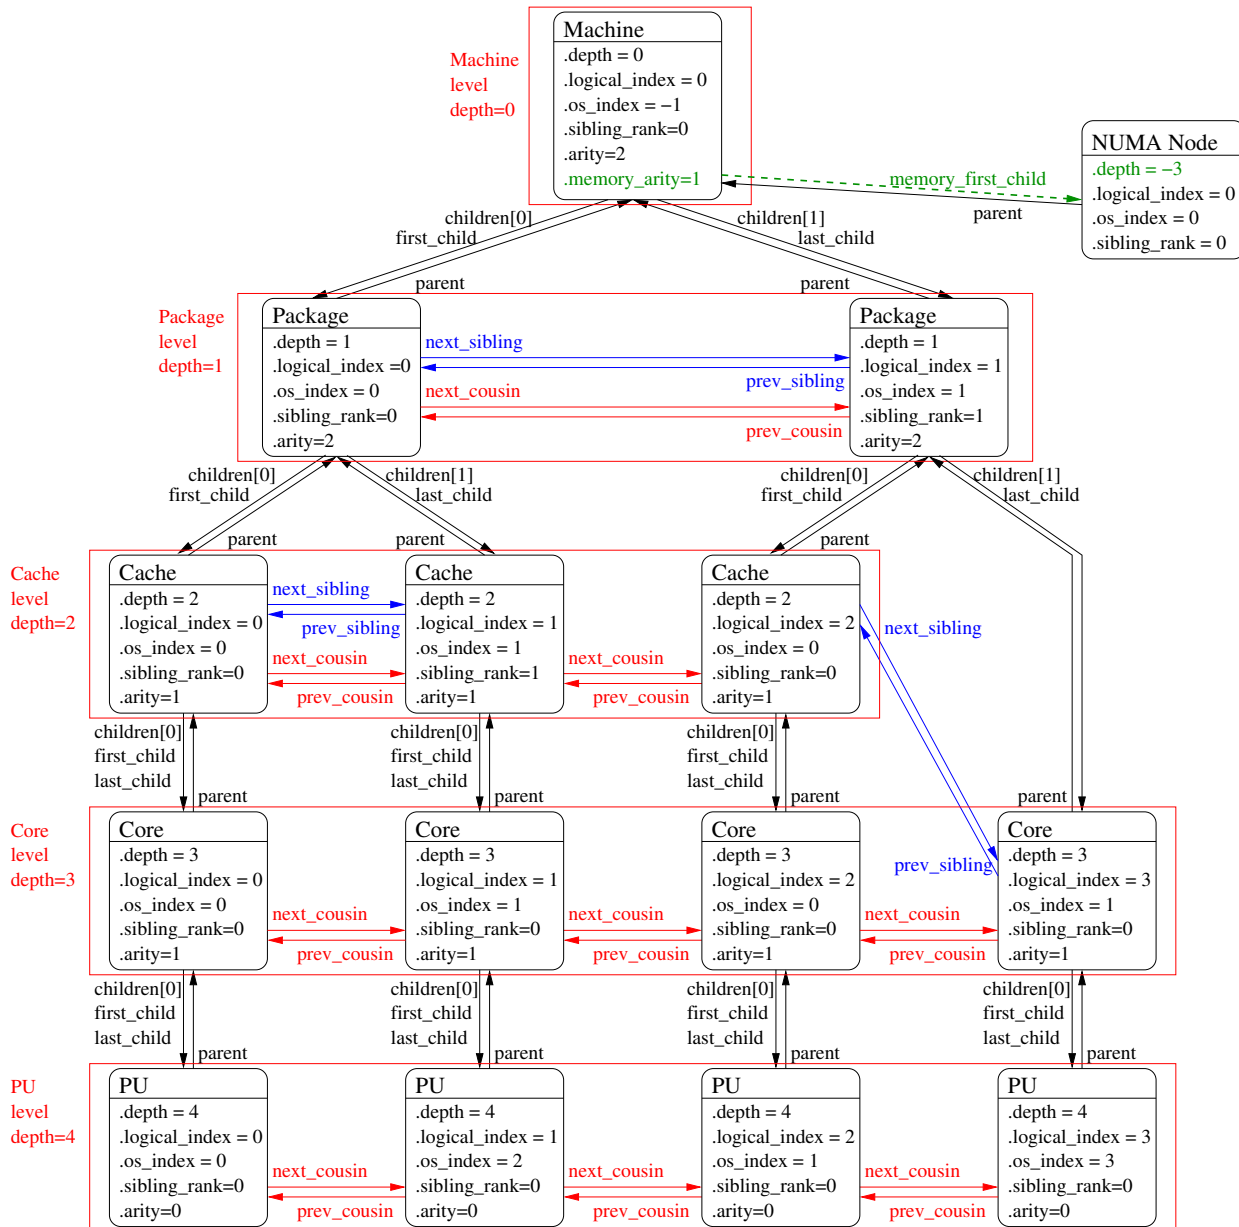 Machine
.depth = 0
.logical_index = 0
.os_index = −1
.sibling_rank=0
.arity=2
.memory_arity=1
Machine
level
depth=0
NUMA Node
.depth = −3
.logical_index = 0
.os_index = 0
.sibling_rank = 0
memory_first_child
parent
children[0]
first_child
children[1]
last_child
parent
parent
Package
level
depth=1
Package
.depth = 1
.logical_index =0
.os_index = 0
.sibling_rank=0
.arity=2
next_sibling
prev_sibling
next_cousin
prev_cousin
Package
.depth = 1
.logical_index = 1
.os_index = 1
.sibling_rank=1
.arity=2
children[0]
first_child
children[1]
last_child
children[0]
first_child
children[1]
last_child
parent
parent
parent
Cache
level
depth=2
Cache
.depth = 2
.logical_index = 0
.os_index = 0
.sibling_rank=0
.arity=1
next_sibling
prev_sibling
next_cousin
prev_cousin
Cache
.depth = 2
.logical_index = 1
.os_index = 1
.sibling_rank=1
.arity=1
next_cousin
prev_cousin
Cache
.depth = 2
.logical_index = 2
.os_index = 0
.sibling_rank=0
.arity=1
next_sibling
prev_sibling
children[0]
first_child
last_child
parent
children[0]
first_child
last_child
parent
children[0]
first_child
last_child
parent
parent
Core
level
depth=3
Core
.depth = 3
.logical_index = 0
.os_index = 0
.sibling_rank=0
.arity=1
next_cousin
prev_cousin
Core
.depth = 3
.logical_index = 1
.os_index = 1
.sibling_rank=0
.arity=1
next_cousin
prev_cousin
Core
.depth = 3
.logical_index = 2
.os_index = 0
.sibling_rank=0
.arity=1
next_cousin
prev_cousin
Core
.depth = 3
.logical_index = 3
.os_index = 1
.sibling_rank=0
.arity=1
children[0]
first_child
last_child
parent
children[0]
first_child
last_child
parent
children[0]
first_child
last_child
parent
children[0]
first_child
last_child
parent
PU
level
depth=4
PU
.depth = 4
.logical_index = 0
.os_index = 0
.sibling_rank=0
.arity=0
next_cousin
prev_cousin
PU
.depth = 4
.logical_index = 1
.os_index = 2
.sibling_rank=0
.arity=0
next_cousin
prev_cousin
PU
.depth = 4
.logical_index = 2
.os_index = 1
.sibling_rank=0
.arity=0
next_cousin
prev_cousin
PU
.depth = 4
.logical_index = 3
.os_index = 3
.sibling_rank=0
.arity=0